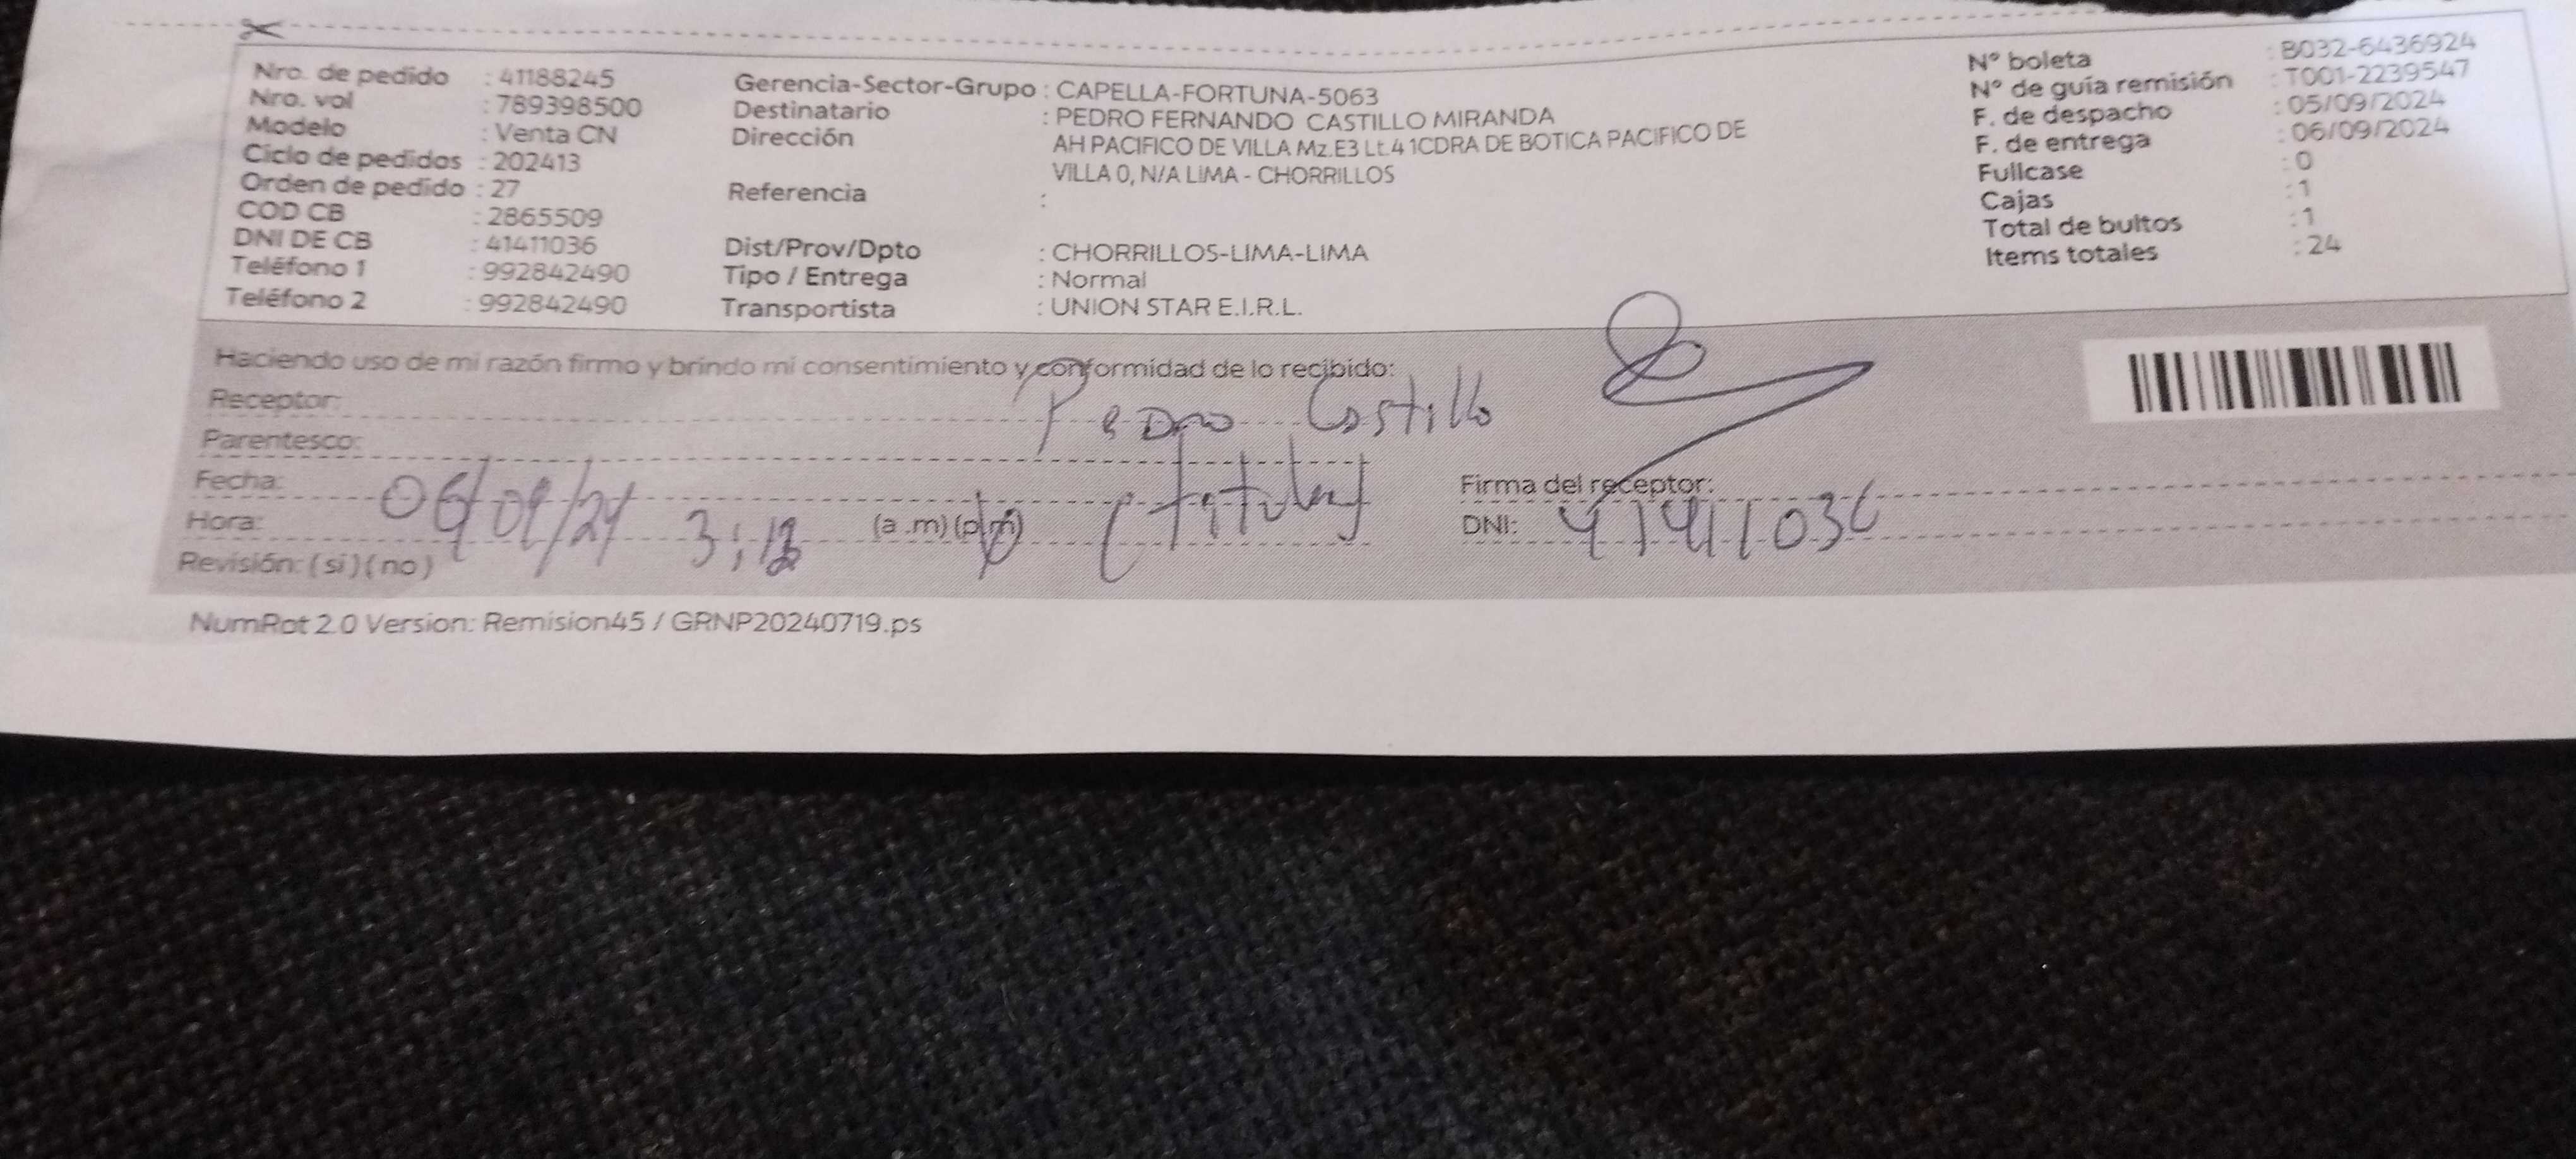 Nro. de pedido : 41188245
Nro. vol : 789398500
Modelo : Venta CN
Ciclo de pedidos : 202413
Orden de pedido : 27
COD CB : 2865509
DNI DE CB : 41411036
Teléfono 1 : 992842490
Teléfono 2 : 992842490
Gerencia-Sector-Grupo : CAPELLA-FORTUNA-5063
Destinatario : PEDRO FERNANDO CASTILLO MIRANDA
Dirección AH PACIFICO DE VILLA Mz.E3 Lt.4 1CDRA DE BOTICA PACIFICO DE
VILLA 0, N/A LIMA - CHORRILLOS
Referencia :
Dist/Prov/Dpto : CHORRILLOS-LIMA-LIMA
Tipo / Entrega : Normal
Transportista : UNION STAR E.I.R.L.
N° boleta : B032-6436924
N° de guía remisión : T001-2239547
F. de despacho : 05/09/2024
F. de entrega : 06/09/2024
Fullcase : 0
Cajas : 1
Total de bultos : 1
Items totales : 24
Haciendo uso de mi razón firmo y brindo mi consentimiento y conformidad de lo recibido:
Receptor: Pedro Castillo
Parentesco: (titular)
Fecha: 06/09/24
Hora: 3: (a .m) (p.m)
Revisión: ( si ) ( no )
Firma del receptor:
DNI: 41411036
NumRot 2.0 Version: Remision45 / GRNP20240719.ps